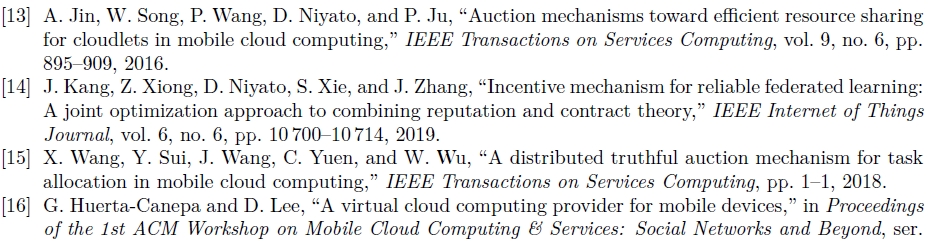 [13] A. Jin, W. Song, P. Wang, D. Niyato, and P. Ju, “Auction mechanisms toward efficient resource sharing
for cloudlets in mobile cloud computing,” IEEE Transactions on Services Computing, vol. 9, no. 6, pp.
895–909, 2016.
[14] J. Kang, Z. Xiong, D. Niyato, S. Xie, and J. Zhang, “Incentive mechanism for reliable federated learning:
A joint optimization approach to combining reputation and contract theory,” IEEE Internet of Things
Journal, vol. 6, no. 6, pp. 10 700–10 714, 2019.
[15] X. Wang, Y. Sui, J. Wang, C. Yuen, and W. Wu, “A distributed truthful auction mechanism for task
allocation in mobile cloud computing,” IEEE Transactions on Services Computing, pp. 1–1, 2018.
[16] G. Huerta-Canepa and D. Lee, “A virtual cloud computing provider for mobile devices,” in Proceedings
of the 1st ACM Workshop on Mobile Cloud Computing & Services: Social Networks and Beyond, ser.